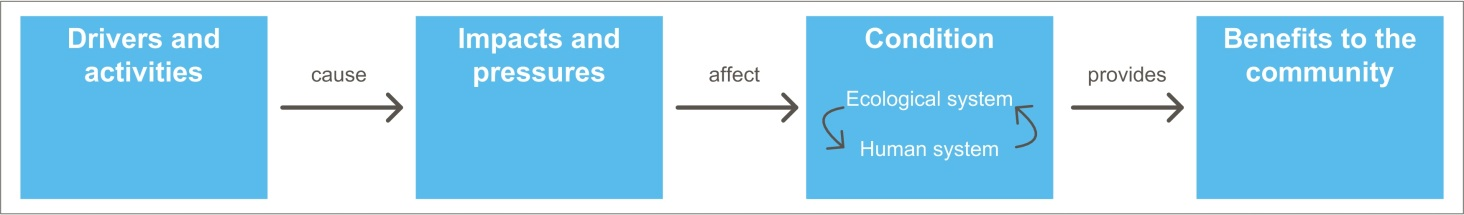 Drivers and
activities
cause
Impacts and
pressures
affect
Condition
Ecological system
Human system
provides
Benefits to the
community